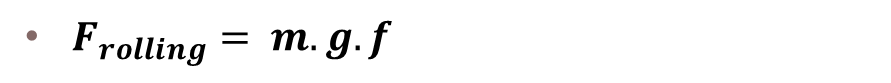 • F_rolling = m.g.f